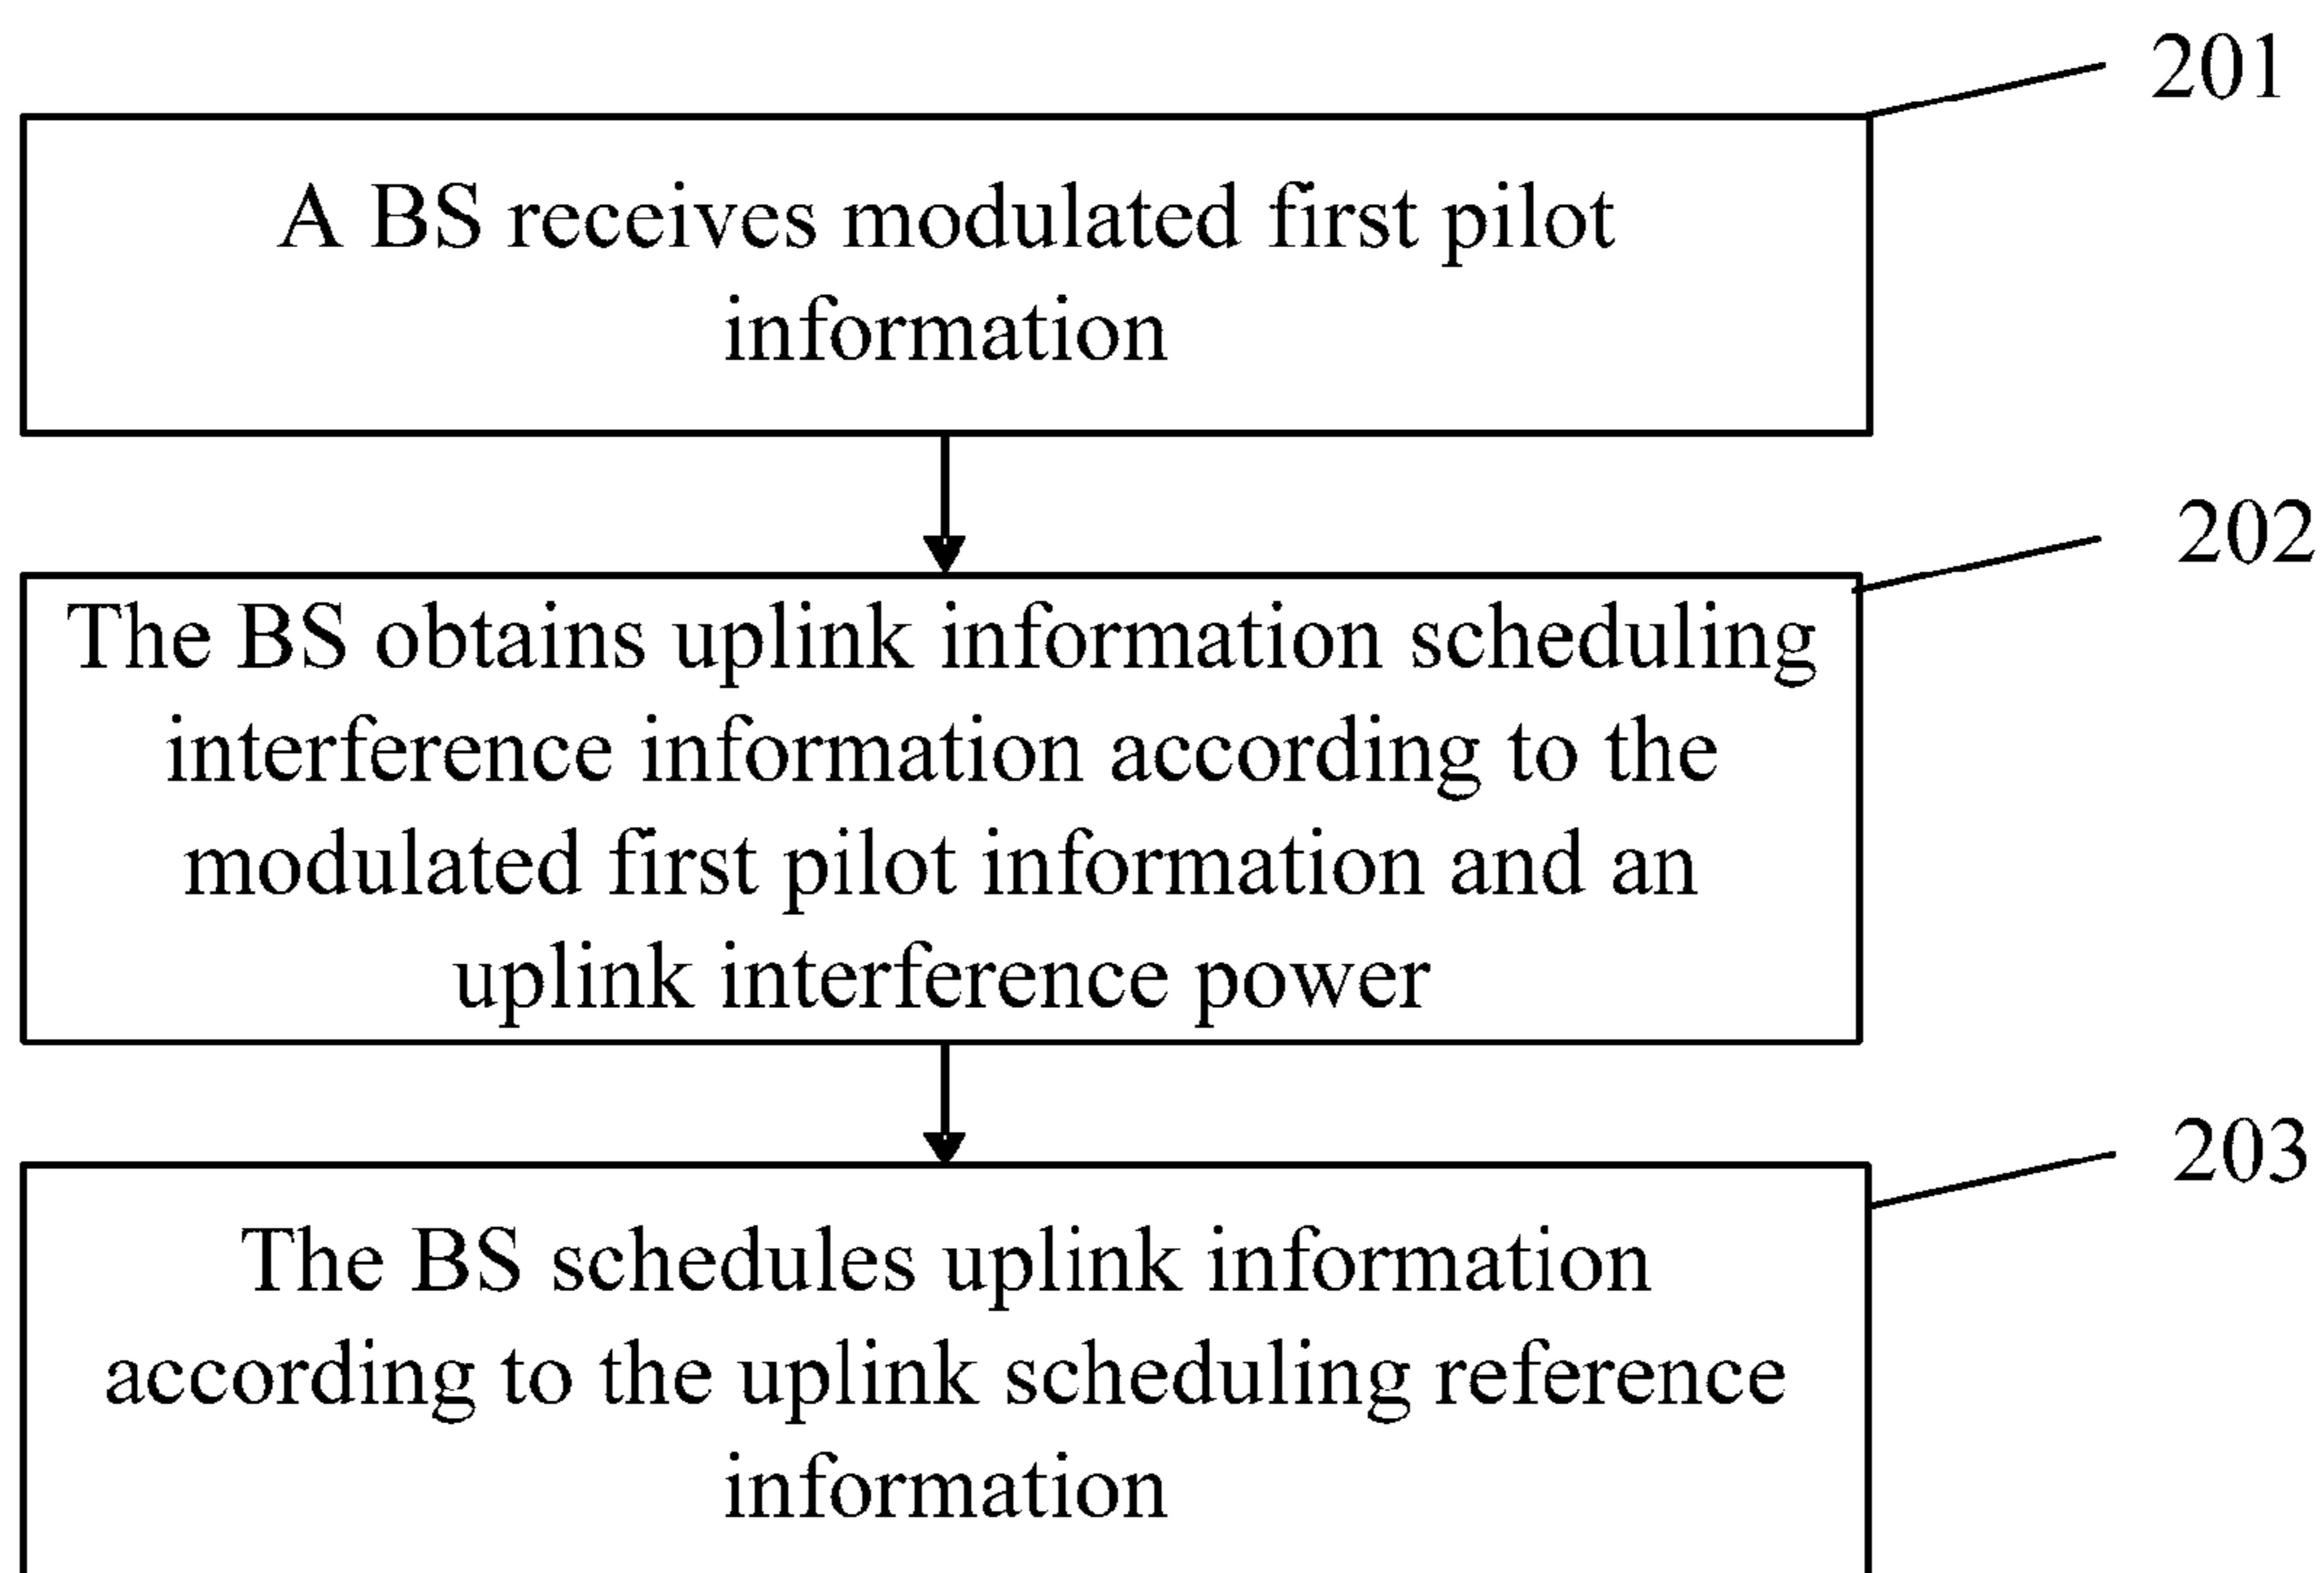 201
A BS receives modulated first pilot
information
202
The BS obtains uplink information scheduling
interference information according to the
modulated first pilot information and an
uplink interference power
203
The BS schedules uplink information
according to the uplink scheduling reference
information